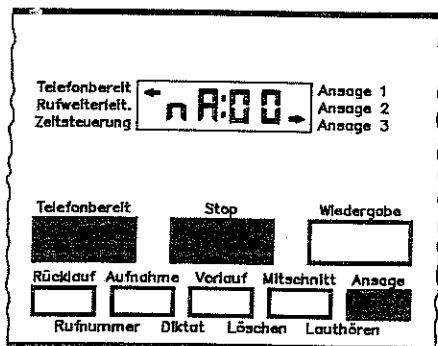 Telefonbereit
Rufweiterleit.
Zeitsteuerung
nA:00
Ansage 1
Ansage 2
Ansage 3
Telefonbereit Stop Wiedergabe
Rücklauf Aufnahme Vorlauf Mitschnitt Ansage
Rufnummer Diktat Löschen Lauthören